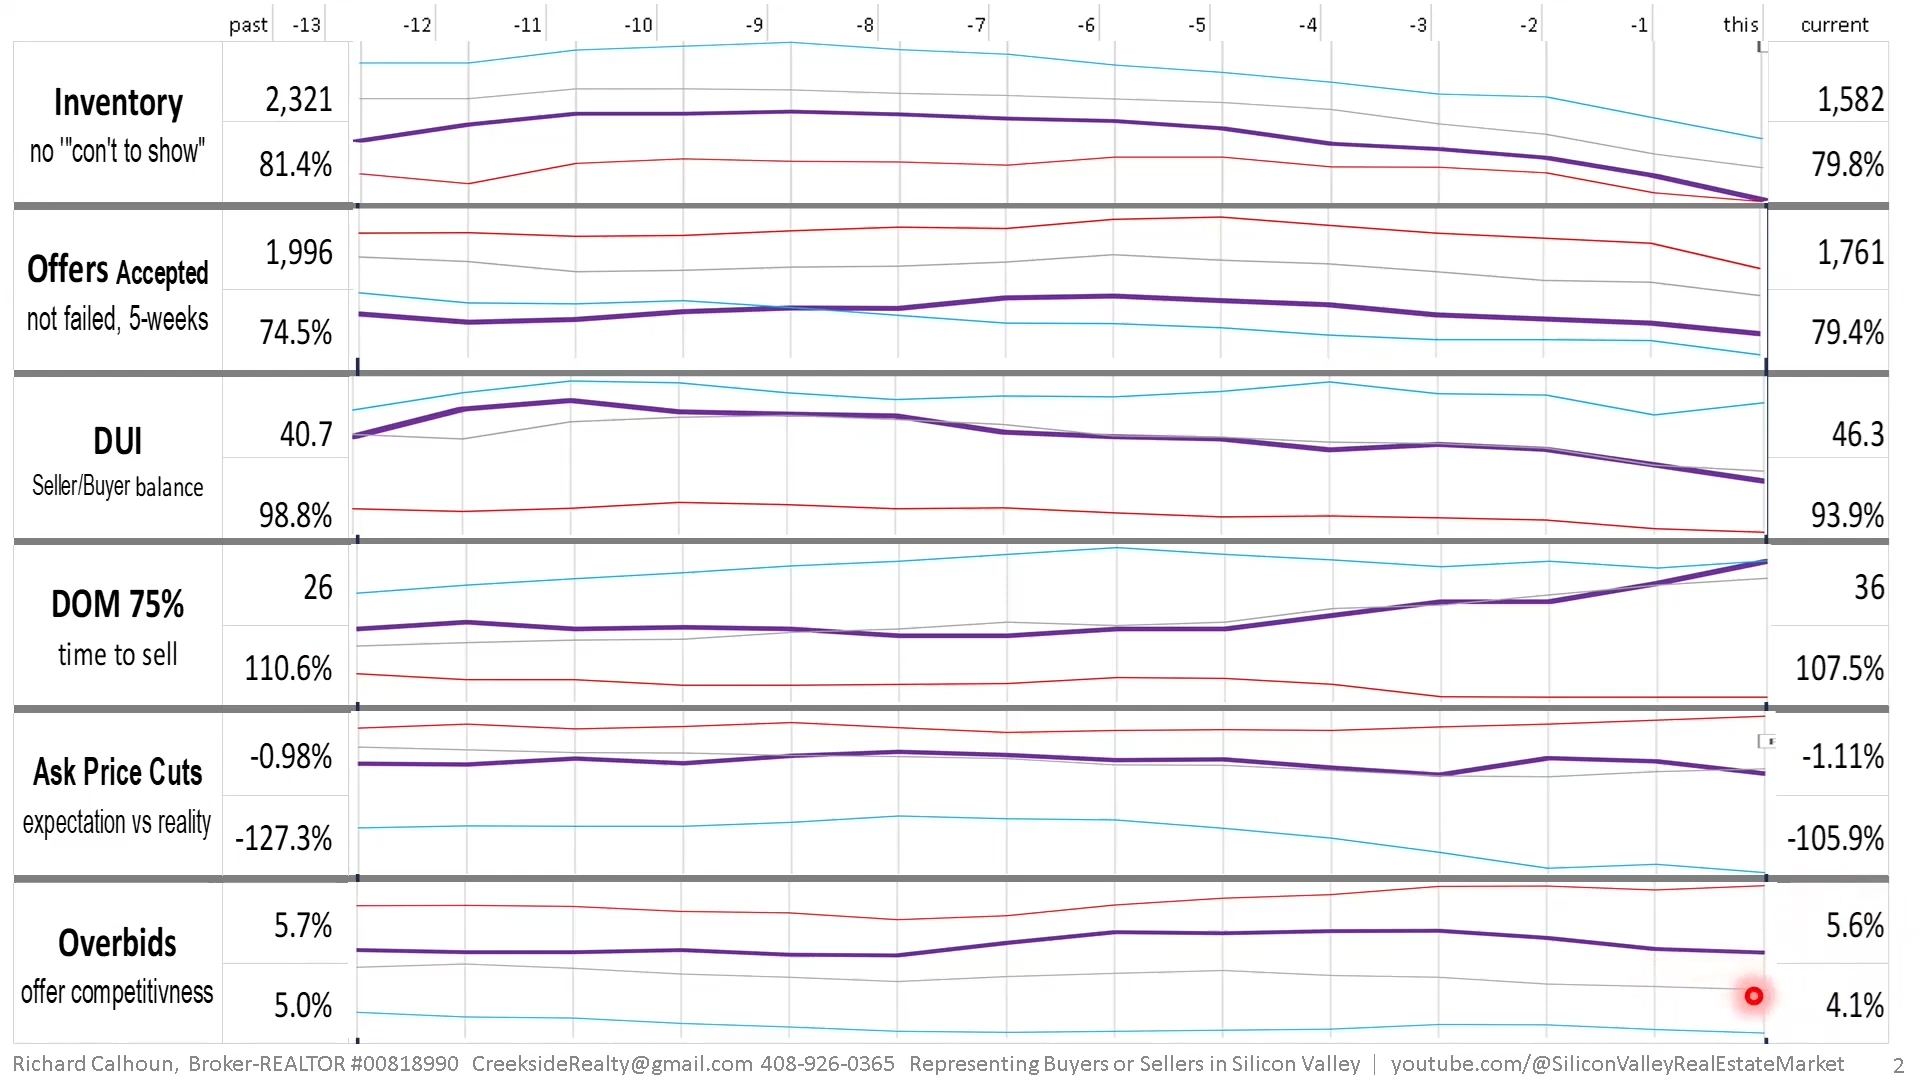 past -13 -12 -11 -10 -9 -8 -7 -6 -5 -4 -3 -2 -1 this current
Inventory 2,321 1,582
no '"con't to show" 81.4% 79.8%
Offers Accepted 1,996 1,761
not failed, 5-weeks 74.5% 79.4%
DUI 40.7 46.3
Seller/Buyer balance 98.8% 93.9%
DOM 75% 26 36
time to sell 110.6% 107.5%
Ask Price Cuts -0.98% -1.11%
expectation vs reality -127.3% -105.9%
Overbids 5.7% 5.6%
offer competitivness 5.0% 4.1%
Richard Calhoun, Broker-REALTOR #00818990 CreeksideRealty@gmail.com 408-926-0365 Representing Buyers or Sellers in Silicon Valley | youtube.com/@SiliconValleyRealEstateMarket 2